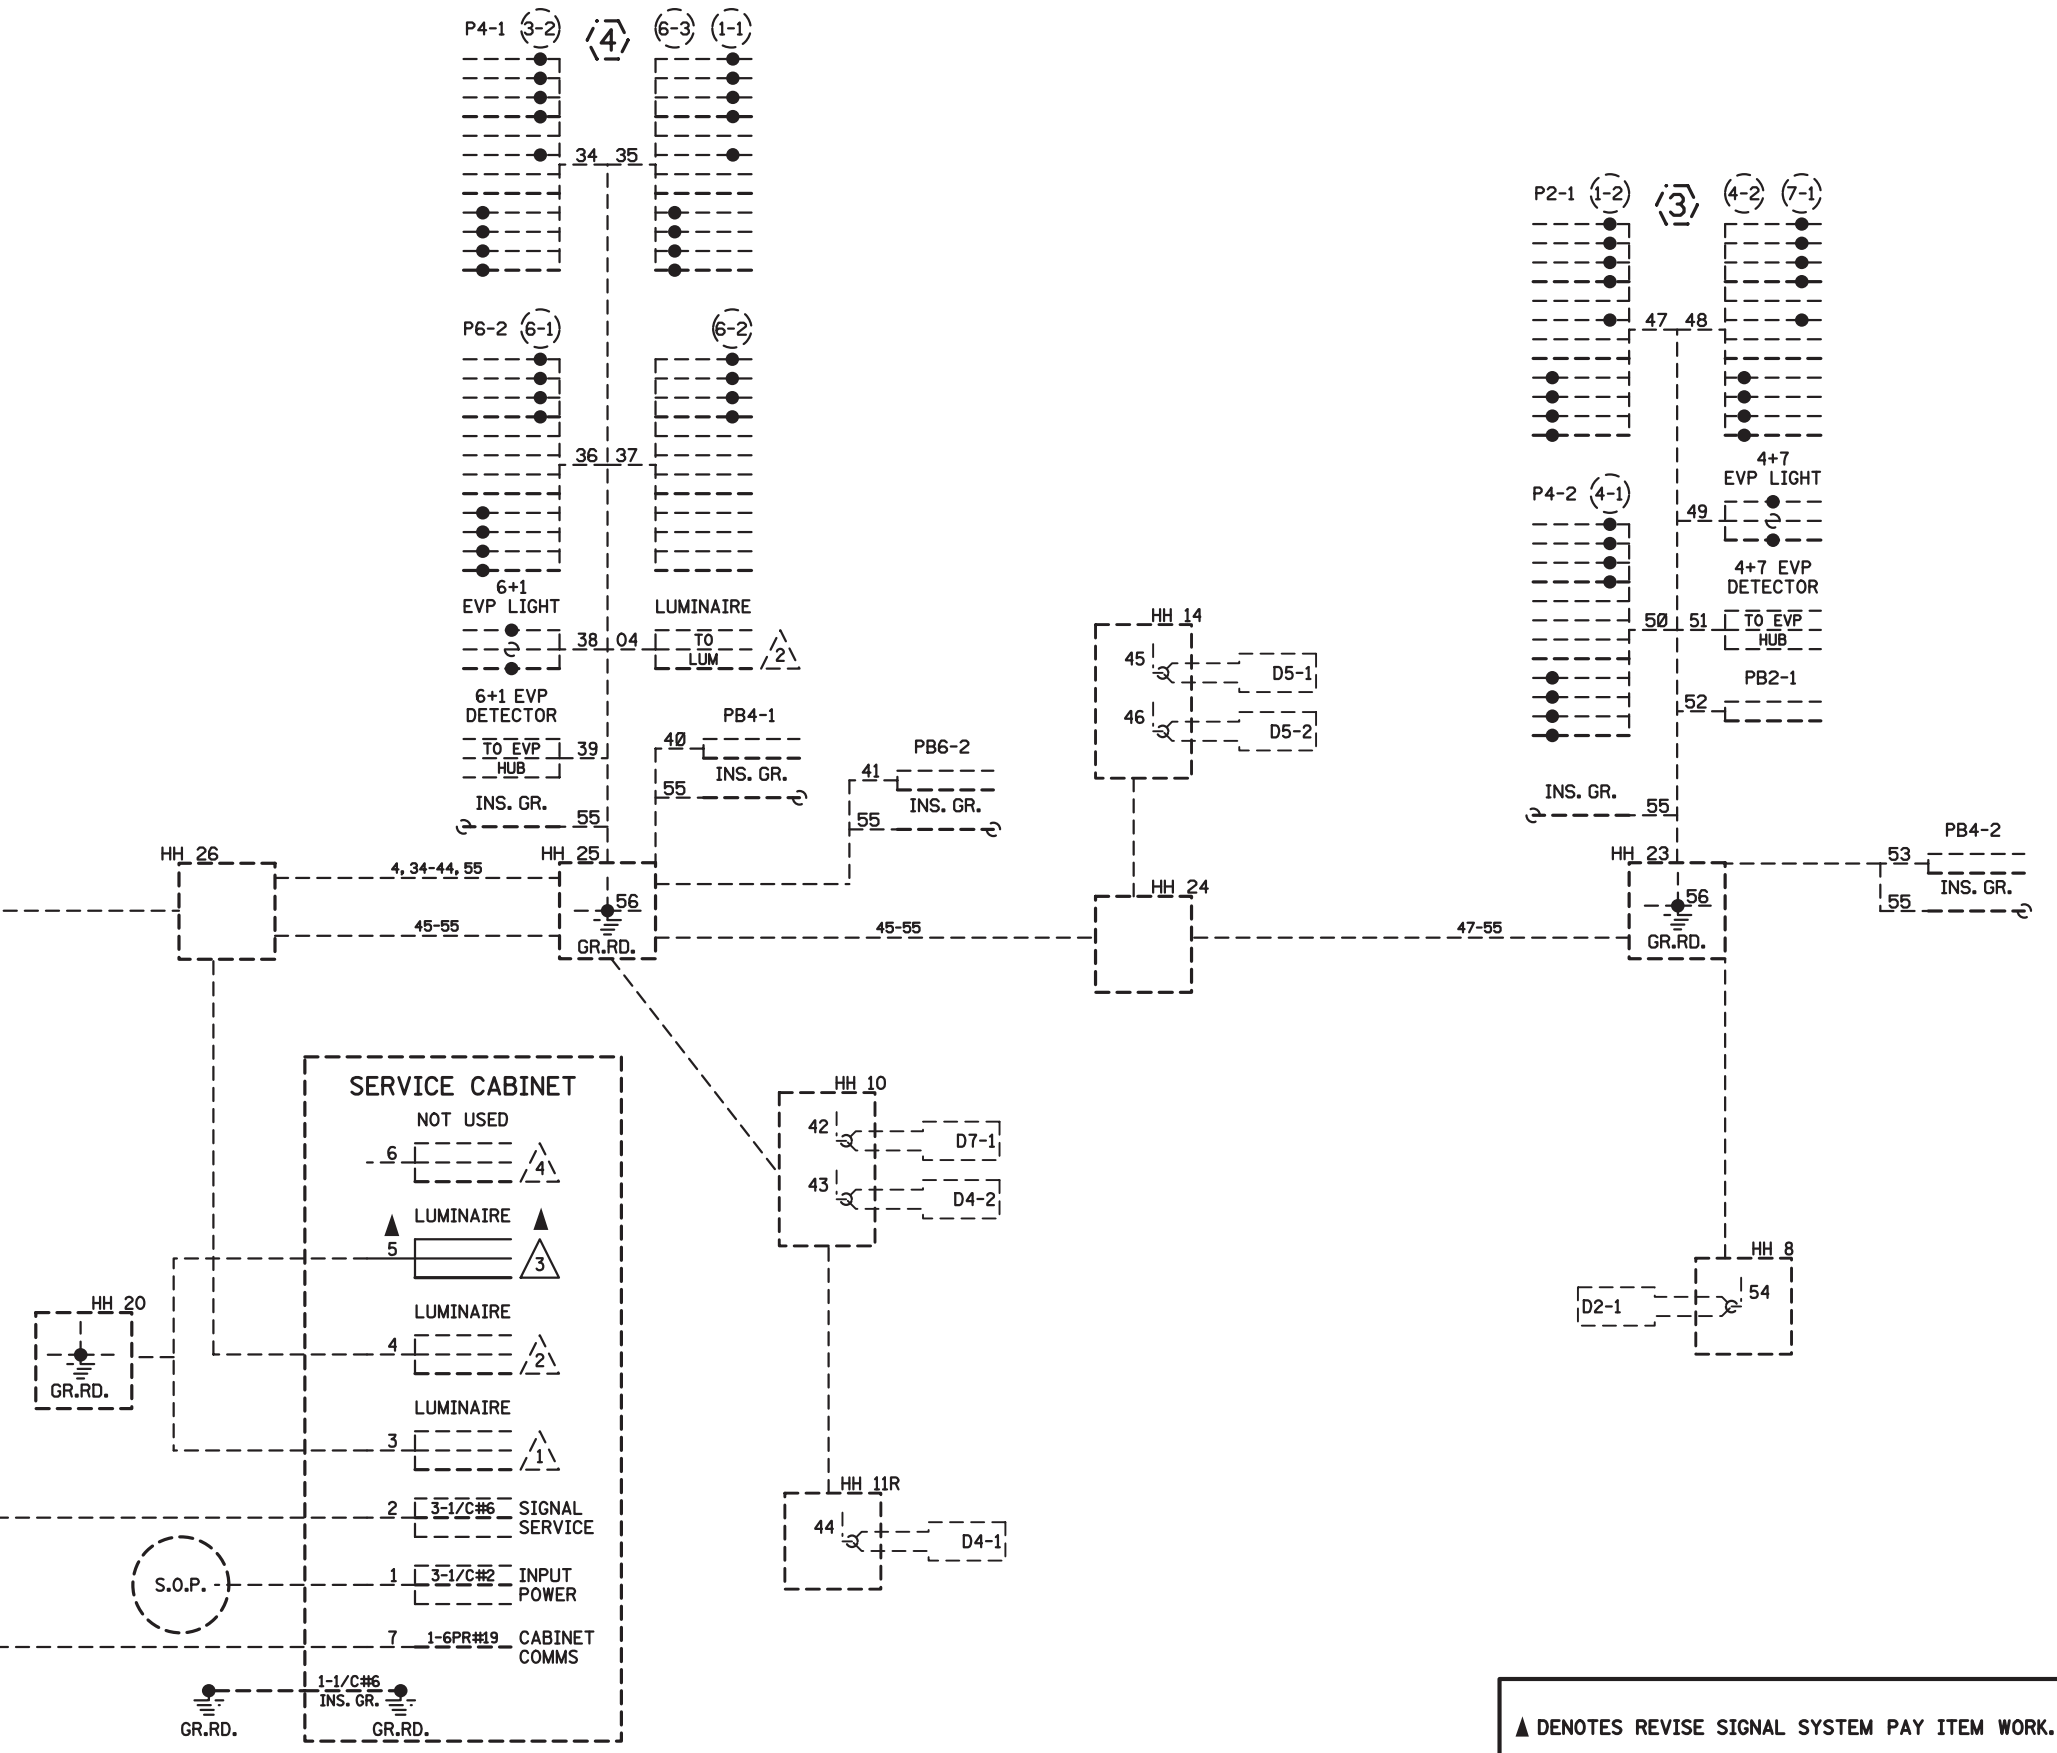 P4-1 3-2 4 6-3 1-1
34 35
P6-2 6-1 6-2
36 37
6+1
EVP LIGHT
LUMINAIRE
38 04 TO
LUM
2
6+1 EVP
DETECTOR
TO EVP
HUB
39
INS. GR.
55
PB4-1
40
INS. GR.
55
PB6-2
41
INS. GR.
55
HH 14
45 D5-1
46 D5-2
P2-1 1-2 3 4-2 7-1
47 48
4+7
EVP LIGHT
49
P4-2 4-1
4+7 EVP
DETECTOR
50 51 TO EVP
HUB
PB2-1
52
INS. GR.
55
PB4-2
53
INS. GR.
55
HH 26
4, 34-44, 55
45-55
HH 25
56
GR.RD.
45-55
HH 24
47-55
HH 23
56
GR.RD.
SERVICE CABINET
NOT USED
6 4
LUMINAIRE
5 3
LUMINAIRE
4 2
LUMINAIRE
3 1
2 3-1/C#6 SIGNAL
SERVICE
1 3-1/C#2 INPUT
POWER
7 1-6PR#19 CABINET
COMMS
1-1/C#6
INS. GR.
GR.RD. GR.RD.
HH 20
GR.RD.
S.O.P.
HH 10
42 D7-1
43 D4-2
HH 11R
44 D4-1
HH 8
D2-1 54
▲ DENOTES REVISE SIGNAL SYSTEM PAY ITEM WORK.